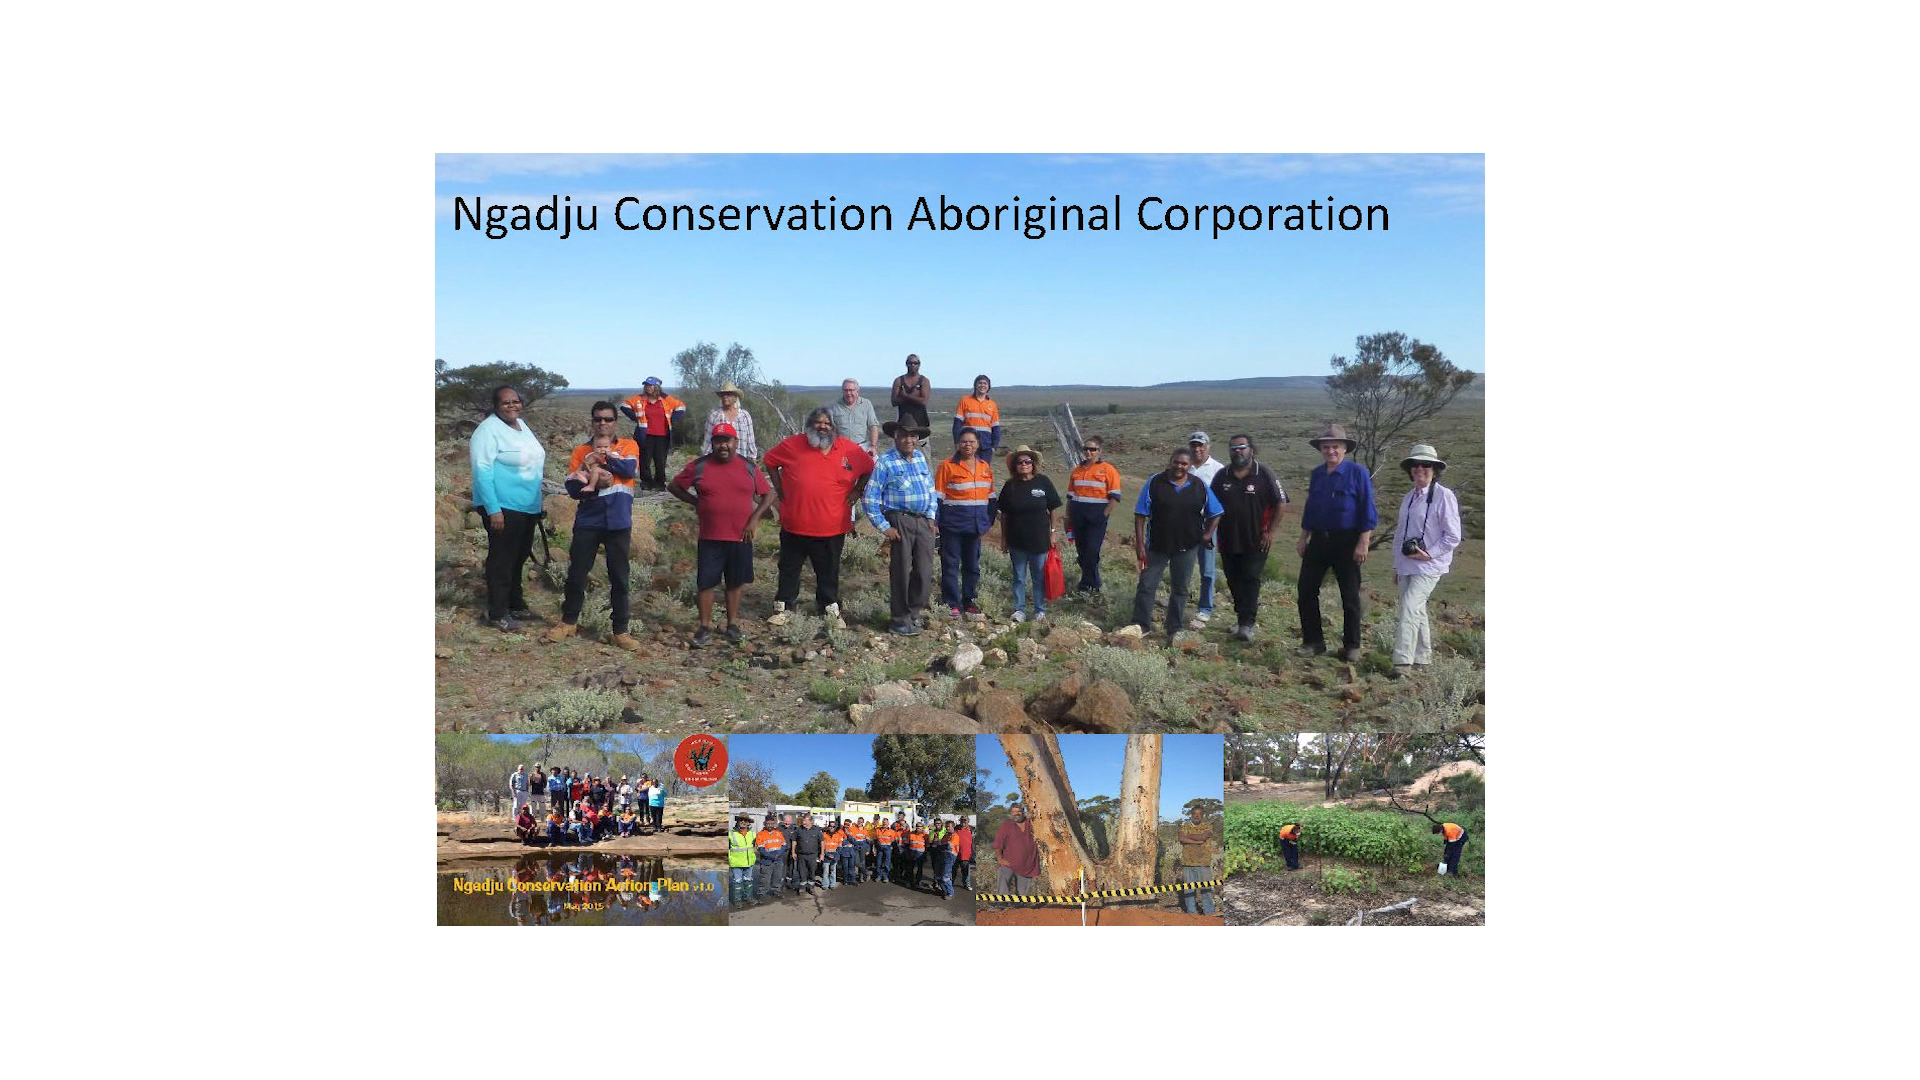 Ngadju Conservation Aboriginal Corporation
Ngadju Conservation Action Plan v1.0
May 2015